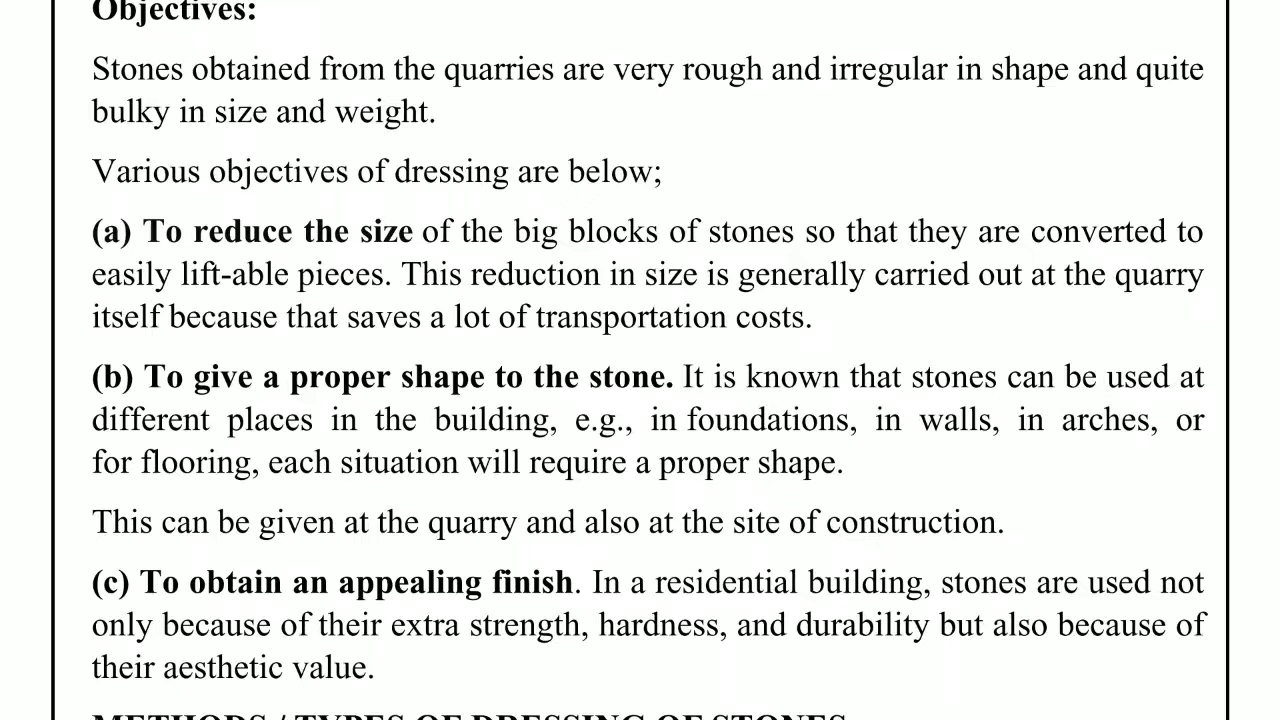 Objectives:
Stones obtained from the quarries are very rough and irregular in shape and quite
bulky in size and weight.
Various objectives of dressing are below;
(a) To reduce the size of the big blocks of stones so that they are converted to
easily lift-able pieces. This reduction in size is generally carried out at the quarry
itself because that saves a lot of transportation costs.
(b) To give a proper shape to the stone. It is known that stones can be used at
different places in the building, e.g., in foundations, in walls, in arches, or
for flooring, each situation will require a proper shape.
This can be given at the quarry and also at the site of construction.
(c) To obtain an appealing finish. In a residential building, stones are used not
only because of their extra strength, hardness, and durability but also because of
their aesthetic value.
METHODS / TYPES OF DRESSING OF STONES